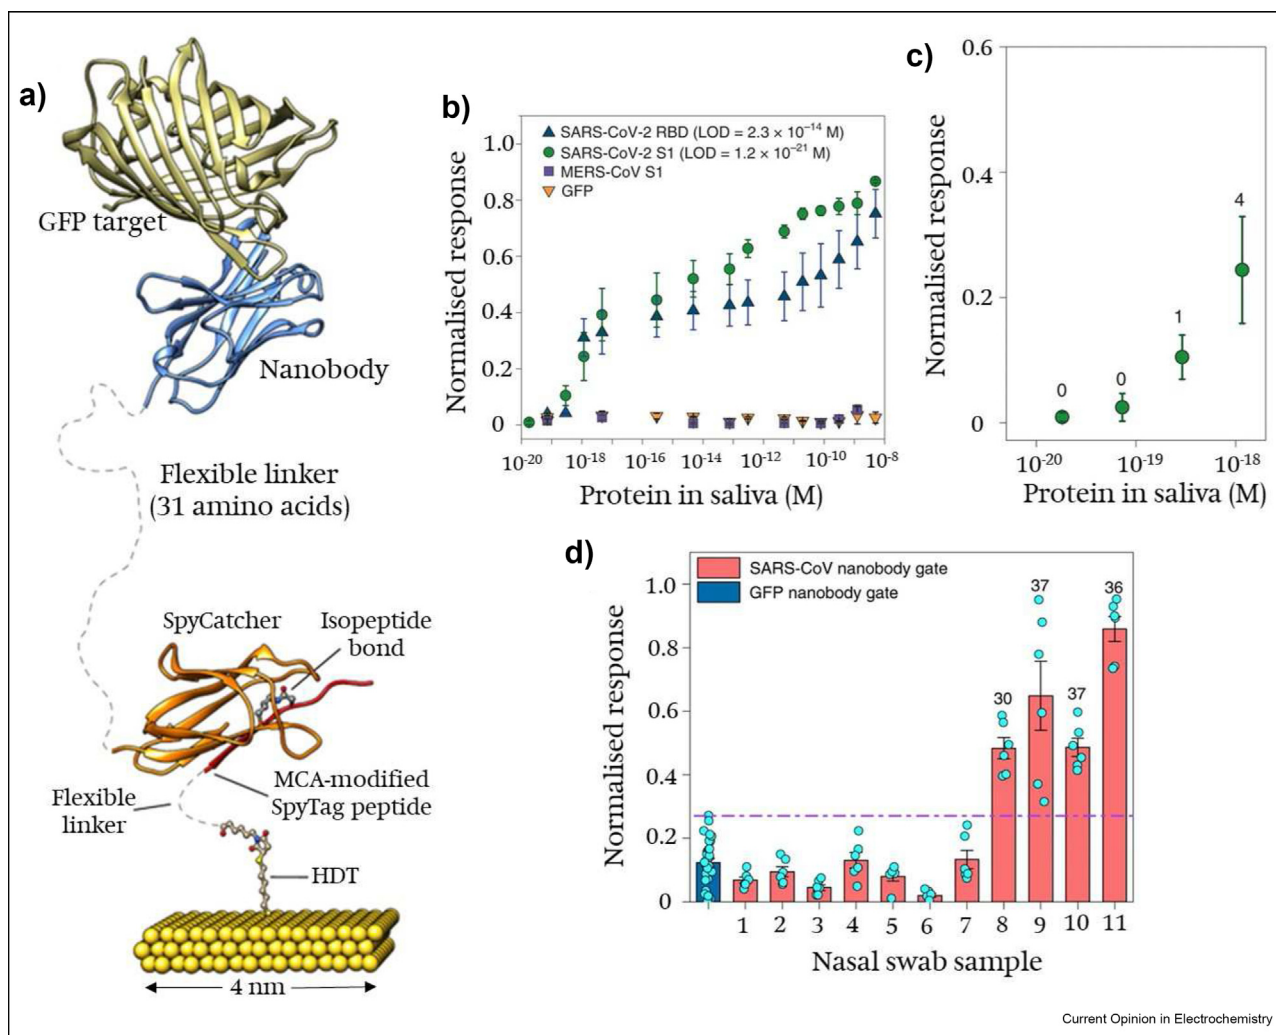 a)
GFP target
Nanobody
Flexible linker
(31 amino acids)
SpyCatcher
Isopeptide
bond
MCA-modified
SpyTag peptide
Flexible
linker
HDT
4 nm
b)
Normalised response
1.0
0.8
0.6
0.4
0.2
0
SARS-CoV-2 RBD (LOD = 2.3 × 10⁻¹⁴ M)
SARS-CoV-2 S1 (LOD = 1.2 × 10⁻²¹ M)
MERS-CoV S1
GFP
10⁻²⁰ 10⁻¹⁸ 10⁻¹⁶ 10⁻¹⁴ 10⁻¹² 10⁻¹⁰ 10⁻⁸
Protein in saliva (M)
c)
Normalised response
0.6
0.4
0.2
0
0 0 1 4
10⁻²⁰ 10⁻¹⁹ 10⁻¹⁸
Protein in saliva (M)
d)
Normalised response
1.0
0.8
0.6
0.4
0.2
0
SARS-CoV nanobody gate
GFP nanobody gate
30 37 37 36
1 2 3 4 5 6 7 8 9 10 11
Nasal swab sample
Current Opinion in Electrochemistry